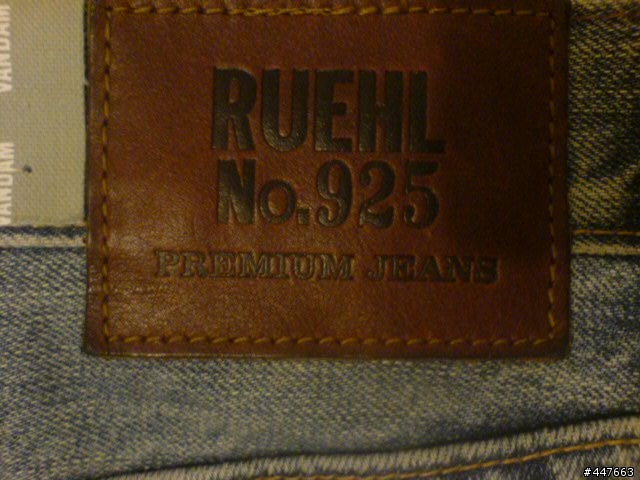 RUEHL
No.925
PREMIUM JEANS
VANDAM
VANDAM
#447663